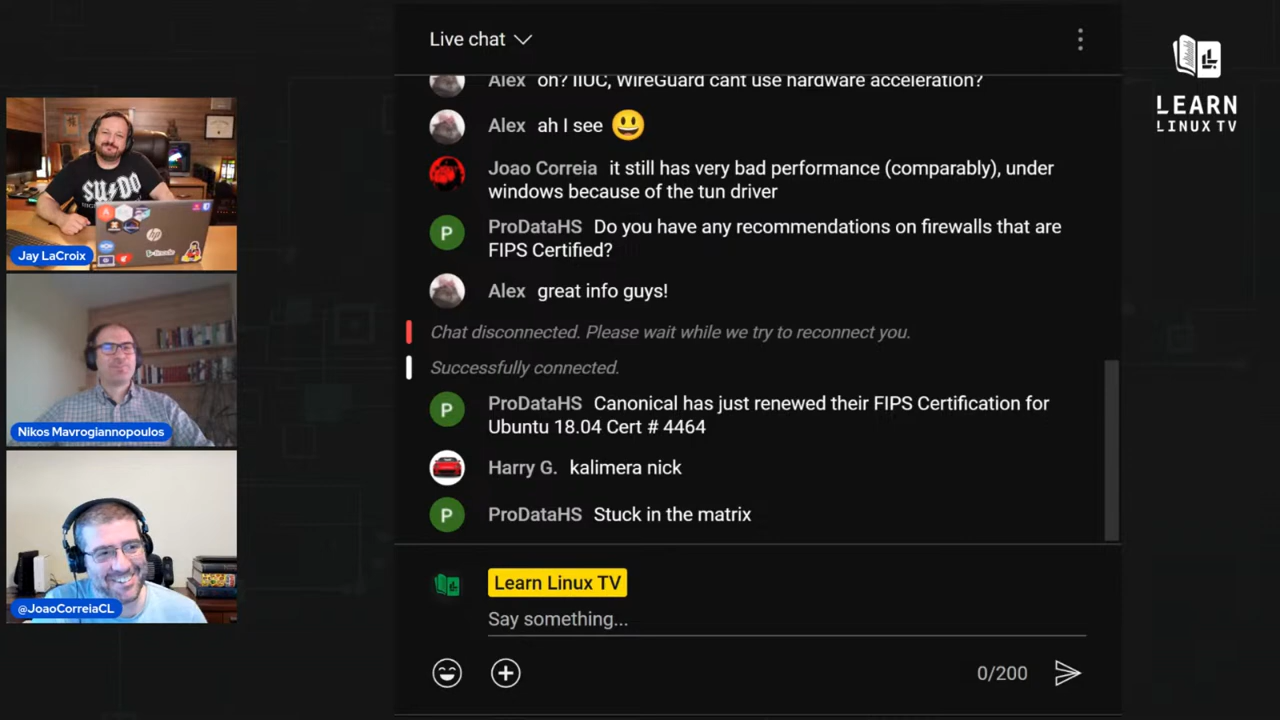 Live chat
Alex oh? IIUC, WireGuard cant use hardware acceleration?
Alex ah I see 😃
Joao Correia it still has very bad performance (comparably), under
windows because of the tun driver
P ProDataHS Do you have any recommendations on firewalls that are
FIPS Certified?
Alex great info guys!
Chat disconnected. Please wait while we try to reconnect you.
Successfully connected.
P ProDataHS Canonical has just renewed their FIPS Certification for
Ubuntu 18.04 Cert # 4464
Harry G. kalimera nick
P ProDataHS Stuck in the matrix
Learn Linux TV
Say something...
0/200
LEARN
LINUX TV
SU DO
hp
Jay LaCroix
Nikos Mavrogiannopoulos
@JoaoCorreiaCL